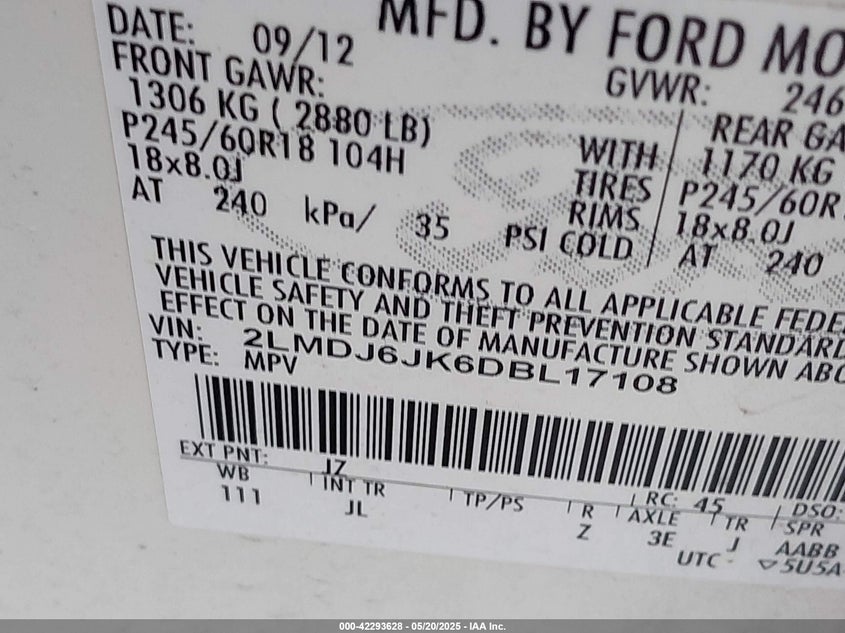 DATE: 09/12 MFD. BY FORD MO
FRONT GAWR: GVWR: 246
1306 KG ( 2880 LB) REAR GA
P245/60R18 104H WITH 1170 KG
18x8.0J TIRES P245/60R
AT 240 kPa/ 35 PSI COLD RIMS 18x8.0J
AT 240
THIS VEHICLE CONFORMS TO ALL APPLICABLE FEDE
VEHICLE SAFETY AND THEFT PREVENTION STANDARD
EFFECT ON THE DATE OF MANUFACTURE SHOWN ABO
VIN: 2LMDJ6JK6DBL17108
TYPE: MPV
EXT PNT: JZ RC: 45 DSO:
WB INT TR TP/PS R AXLE TR SPR
111 JL Z 3E J AABB
UTC - ▽5U5A
000-42293628 - 05/20/2025 - IAA Inc.